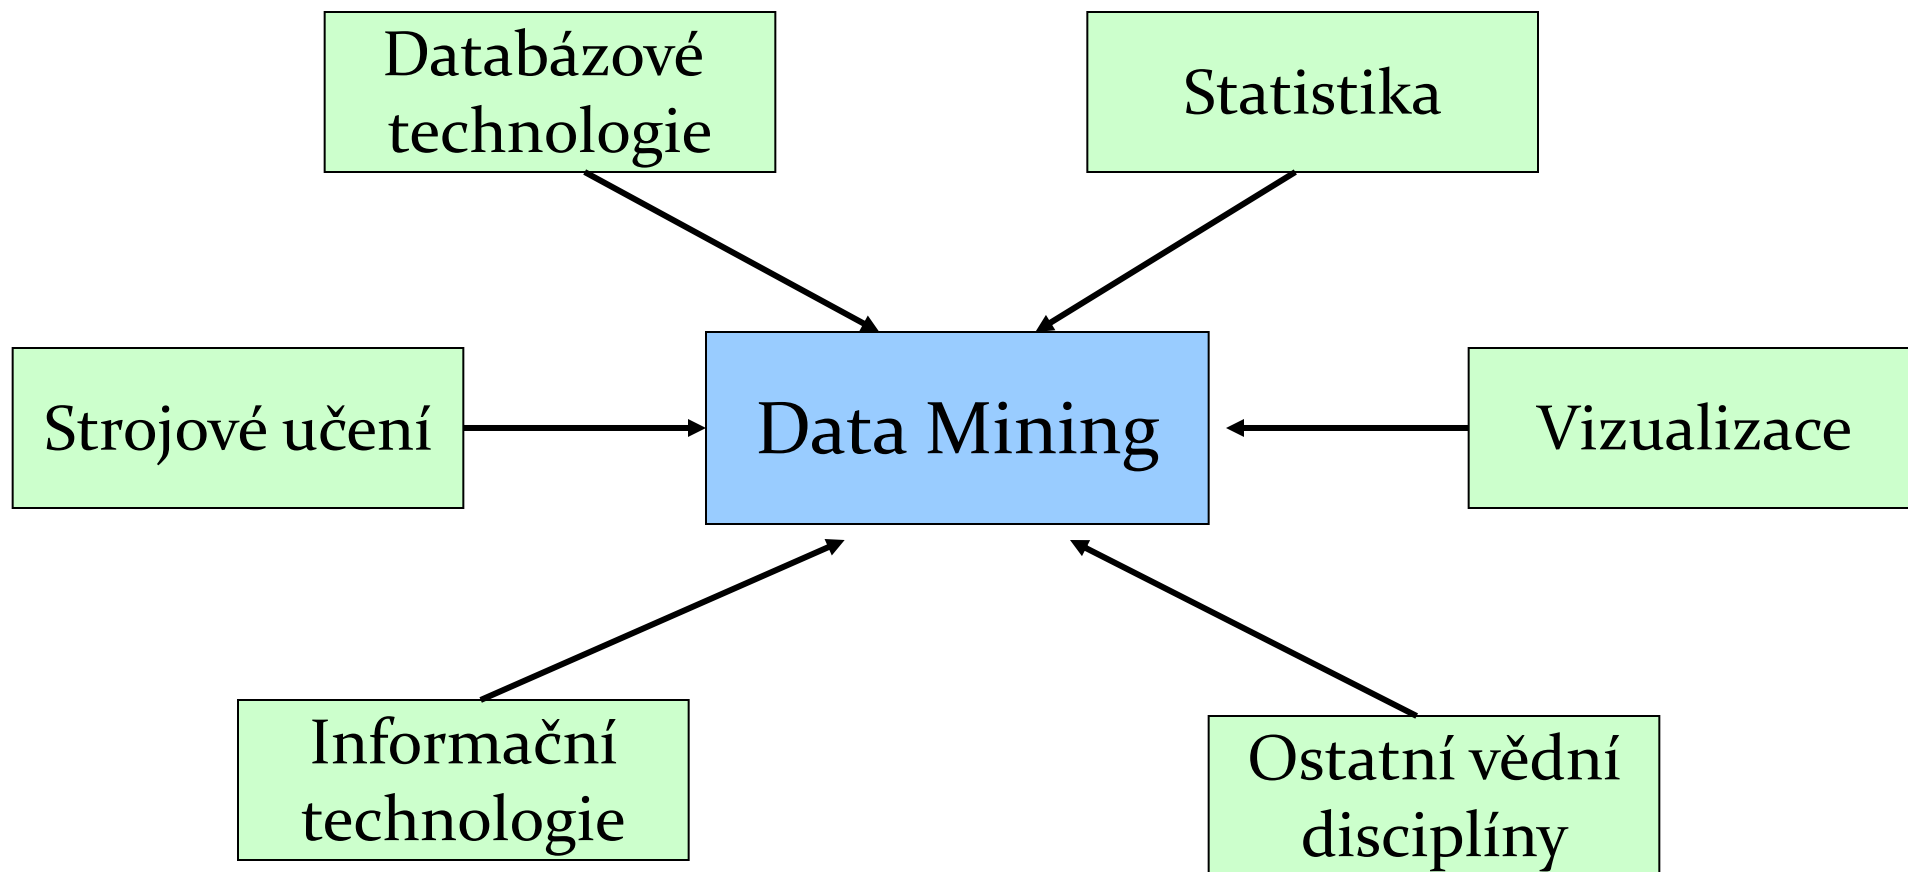 Databázové
technologie
Statistika
Strojové učení
Data Mining
Vizualizace
Informační
technologie
Ostatní vědní
disciplíny